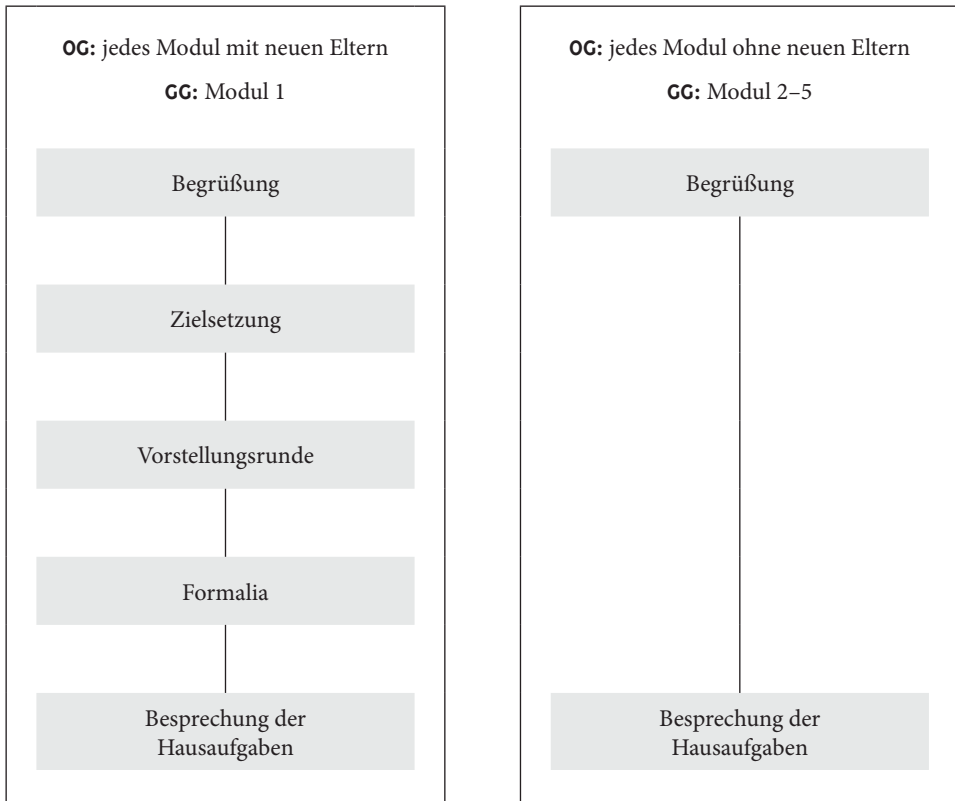 OG: jedes Modul mit neuen Eltern
GG: Modul 1
Begrüßung
Zielsetzung
Vorstellungsrunde
Formalia
Besprechung der
Hausaufgaben
OG: jedes Modul ohne neuen Eltern
GG: Modul 2–5
Begrüßung
Besprechung der
Hausaufgaben